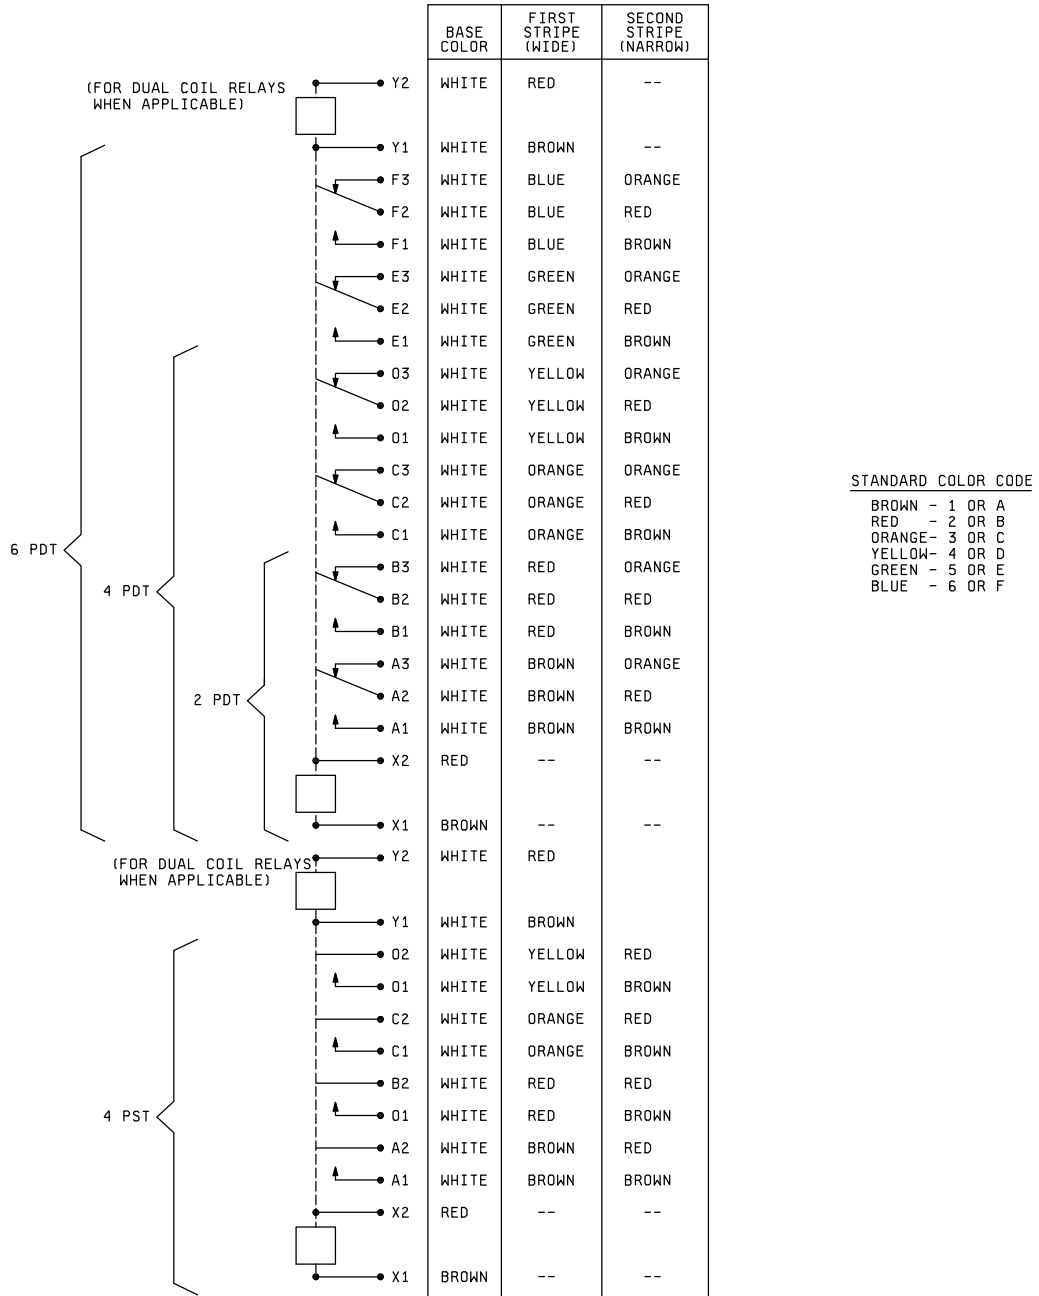 BASE COLOR FIRST STRIPE (WIDE) SECOND STRIPE (NARROW)
(FOR DUAL COIL RELAYS WHEN APPLICABLE)
Y2 WHITE RED --
Y1 WHITE BROWN --
F3 WHITE BLUE ORANGE
F2 WHITE BLUE RED
F1 WHITE BLUE BROWN
E3 WHITE GREEN ORANGE
E2 WHITE GREEN RED
E1 WHITE GREEN BROWN
O3 WHITE YELLOW ORANGE
O2 WHITE YELLOW RED
O1 WHITE YELLOW BROWN
C3 WHITE ORANGE ORANGE
C2 WHITE ORANGE RED
C1 WHITE ORANGE BROWN
B3 WHITE RED ORANGE
B2 WHITE RED RED
B1 WHITE RED BROWN
A3 WHITE BROWN ORANGE
A2 WHITE BROWN RED
A1 WHITE BROWN BROWN
X2 RED -- --
X1 BROWN -- --
6 PDT
4 PDT
2 PDT
(FOR DUAL COIL RELAYS WHEN APPLICABLE)
Y2 WHITE RED
Y1 WHITE BROWN
O2 WHITE YELLOW RED
O1 WHITE YELLOW BROWN
C2 WHITE ORANGE RED
C1 WHITE ORANGE BROWN
B2 WHITE RED RED
O1 WHITE RED BROWN
A2 WHITE BROWN RED
A1 WHITE BROWN BROWN
X2 RED -- --
X1 BROWN -- --
4 PST
STANDARD COLOR CODE
BROWN - 1 OR A
RED - 2 OR B
ORANGE- 3 OR C
YELLOW- 4 OR D
GREEN - 5 OR E
BLUE - 6 OR F